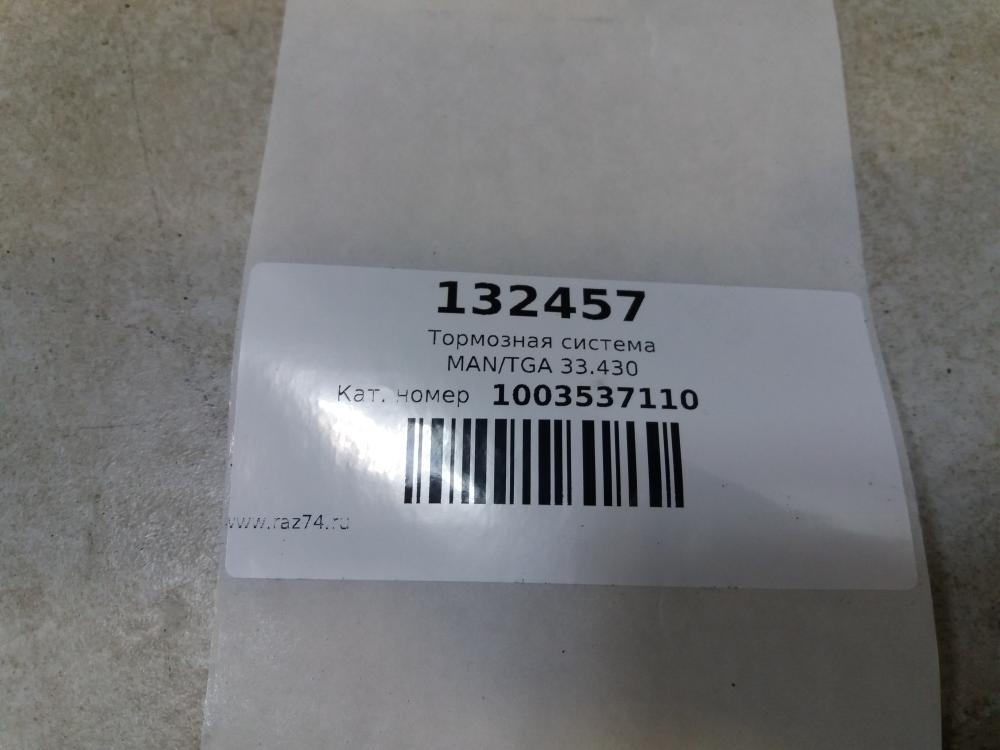 132457
Тормозная система
MAN/TGA 33.430
Кат. номер 1003537110
www.raz74.ru